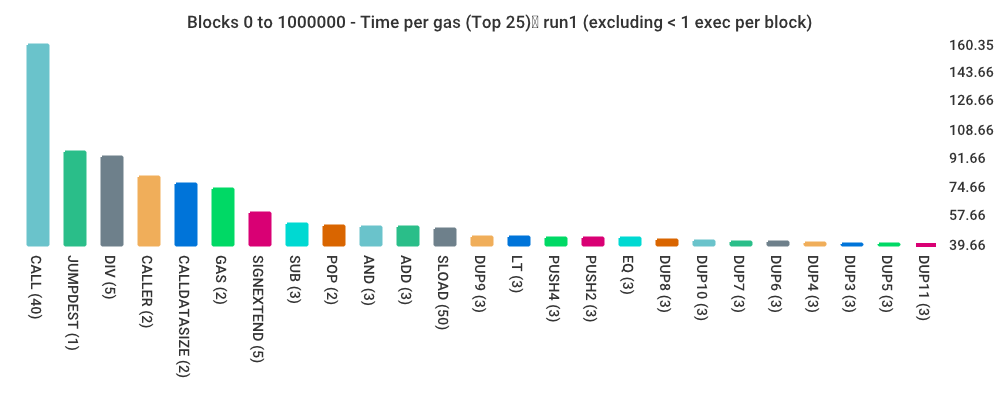 Blocks 0 to 1000000 - Time per gas (Top 25)▯ run1 (excluding < 1 exec per block)
160.35
143.66
126.66
108.66
91.66
74.66
57.66
39.66
CALL (40)
JUMPDEST (1)
DIV (5)
CALLER (2)
CALLDATASIZE (2)
GAS (2)
SIGNEXTEND (5)
SUB (3)
POP (2)
AND (3)
ADD (3)
SLOAD (50)
DUP9 (3)
LT (3)
PUSH4 (3)
PUSH2 (3)
EQ (3)
DUP8 (3)
DUP10 (3)
DUP7 (3)
DUP6 (3)
DUP4 (3)
DUP3 (3)
DUP5 (3)
DUP11 (3)